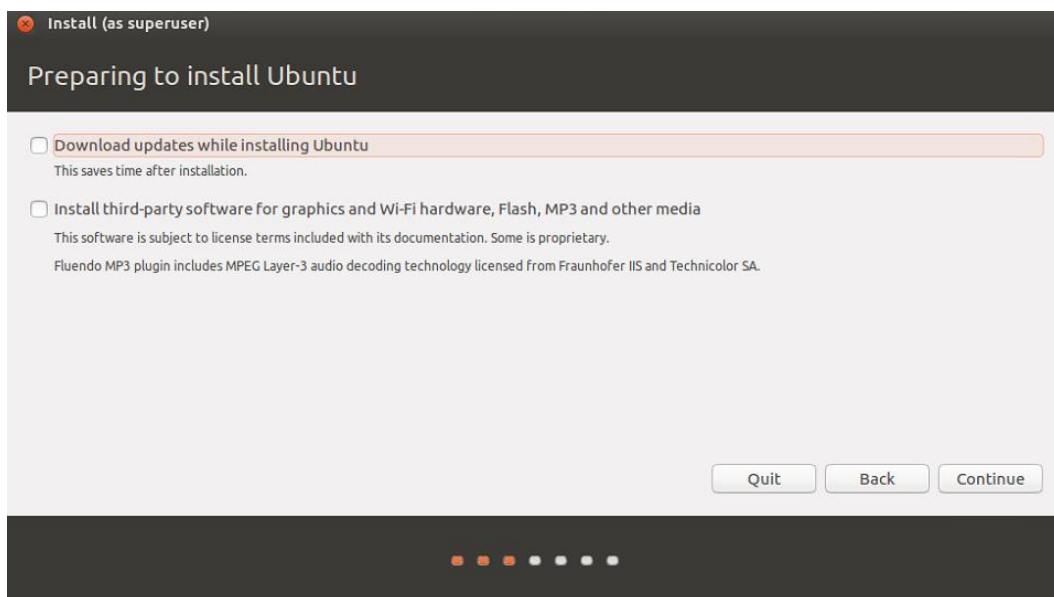 Install (as superuser)
Preparing to install Ubuntu
Download updates while installing Ubuntu
This saves time after installation.
Install third-party software for graphics and Wi-Fi hardware, Flash, MP3 and other media
This software is subject to license terms included with its documentation. Some is proprietary.
Fluendo MP3 plugin includes MPEG Layer-3 audio decoding technology licensed from Fraunhofer IIS and Technicolor SA.
Quit Back Continue